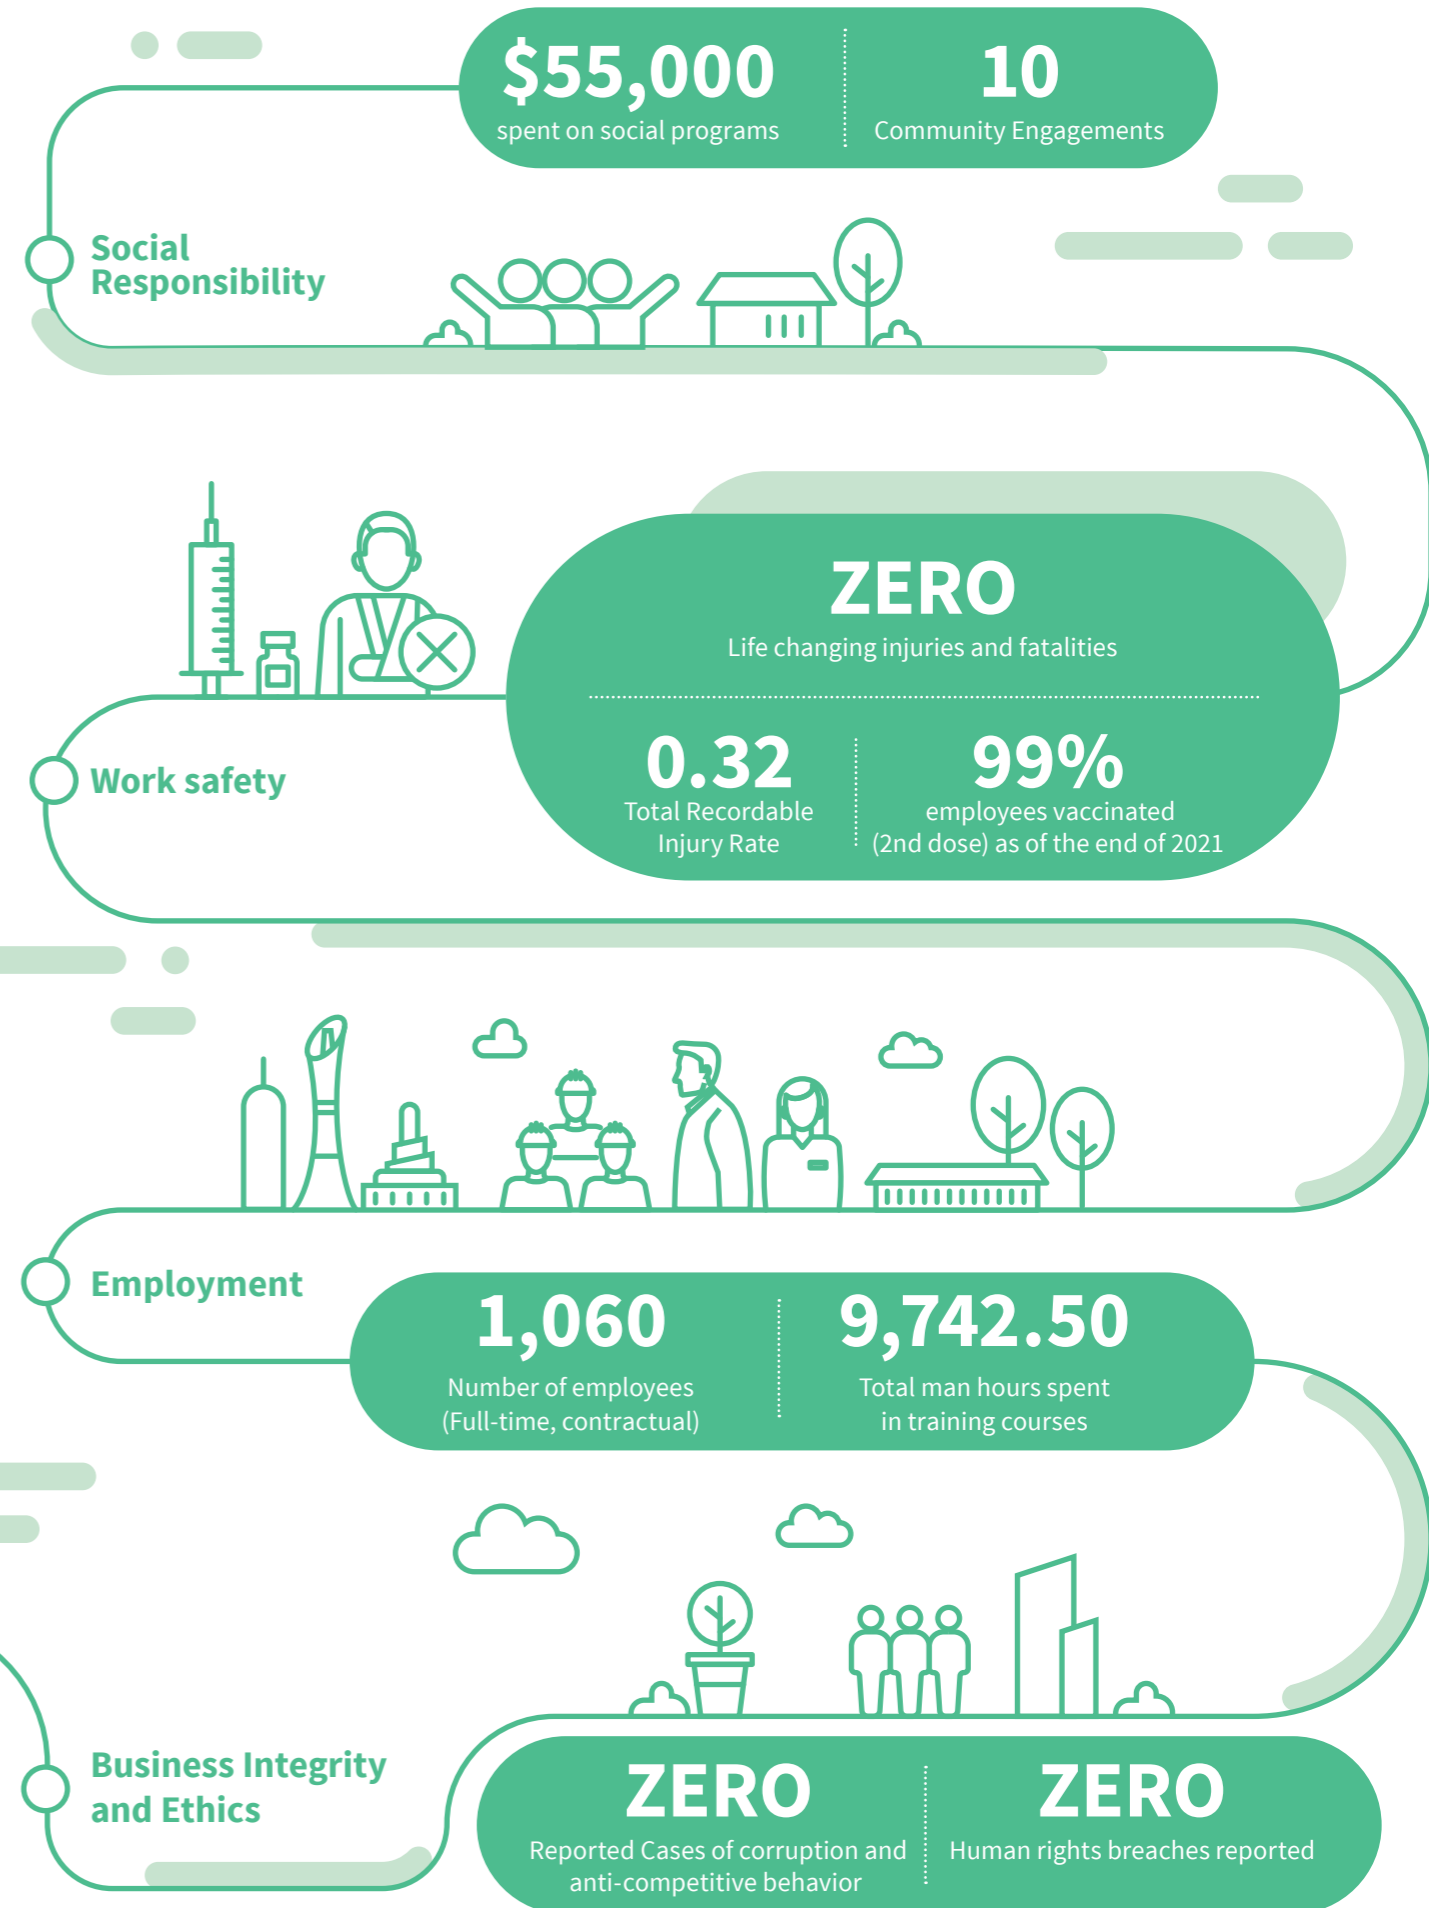 $55,000
spent on social programs
10
Community Engagements
Social
Responsibility
ZERO
Life changing injuries and fatalities
0.32
Total Recordable
Injury Rate
99%
employees vaccinated
(2nd dose) as of the end of 2021
Work safety
Employment
1,060
Number of employees
(Full-time, contractual)
9,742.50
Total man hours spent
in training courses
Business Integrity
and Ethics
ZERO
Reported Cases of corruption and
anti-competitive behavior
ZERO
Human rights breaches reported